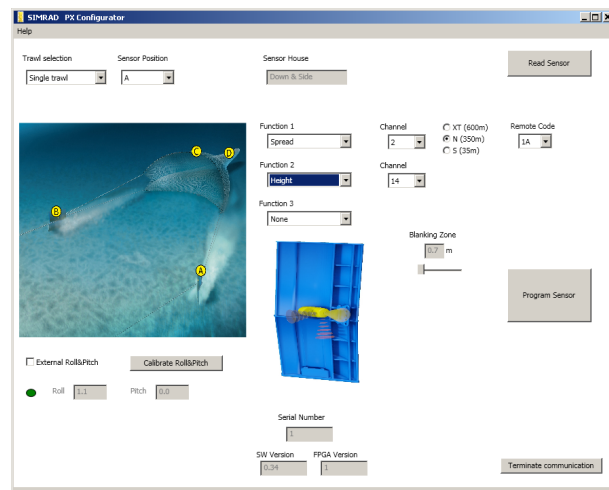 SIMRAD PX Configurator
Help
Trawl selection
Sensor Position
Sensor House
Read Sensor
Single trawl
A
Down & Side
Function 1
Channel
XT (600m)
N (350m)
S (35m)
Remote Code
Spread
2
1A
Function 2
Channel
Height
14
Function 3
None
C
D
B
A
Blanking Zone
0.7 m
Program Sensor
External Roll&Pitch
Calibrate Roll&Pitch
Roll 1.1
Pitch 0.0
Serial Number
1
SW Version
FPGA Version
0.34
1
Terminate communication